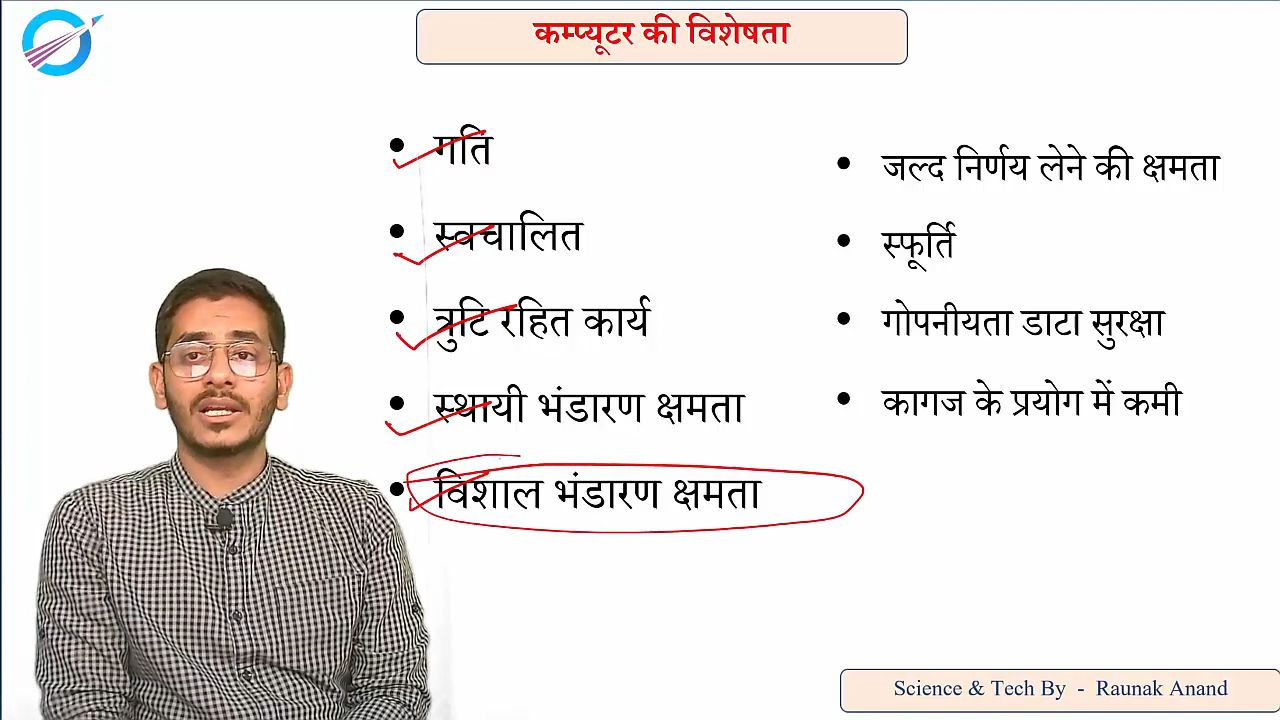 कम्प्यूटर की विशेषता
• गति
• स्वचालित
• त्रुटि रहित कार्य
• स्थायी भंडारण क्षमता
• विशाल भंडारण क्षमता
• जल्द निर्णय लेने की क्षमता
• स्फूर्ति
• गोपनीयता डाटा सुरक्षा
• कागज के प्रयोग में कमी
Science & Tech By - Raunak Anand